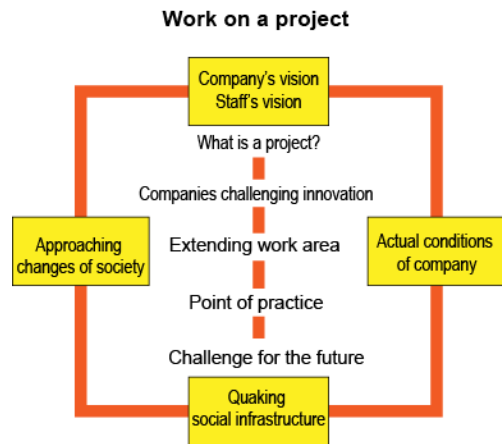 Work on a project
Company's vision
Staff's vision
What is a project?
Companies challenging innovation
Approaching
changes of society
Extending work area
Actual conditions
of company
Point of practice
Challenge for the future
Quaking
social infrastructure